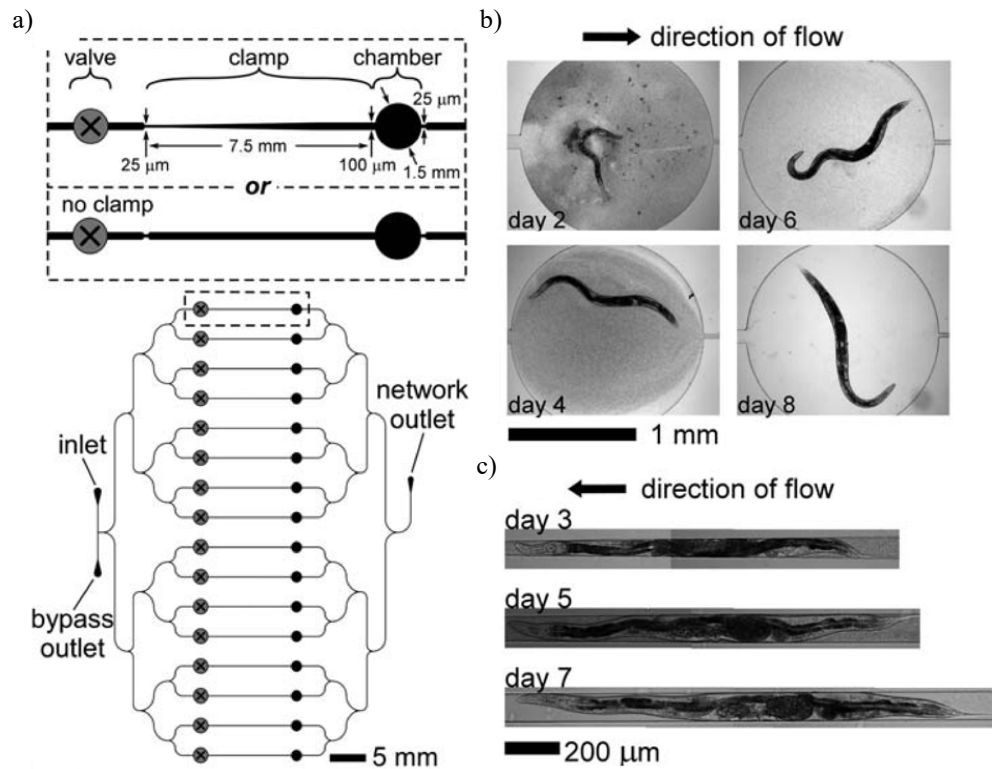 a)
valve clamp chamber
25 μm
7.5 mm
25 μm 100 μm 1.5 mm
or
no clamp
inlet
bypass
outlet
network
outlet
5 mm
b)
direction of flow
day 2
day 6
day 4
day 8
1 mm
c)
direction of flow
day 3
day 5
day 7
200 μm